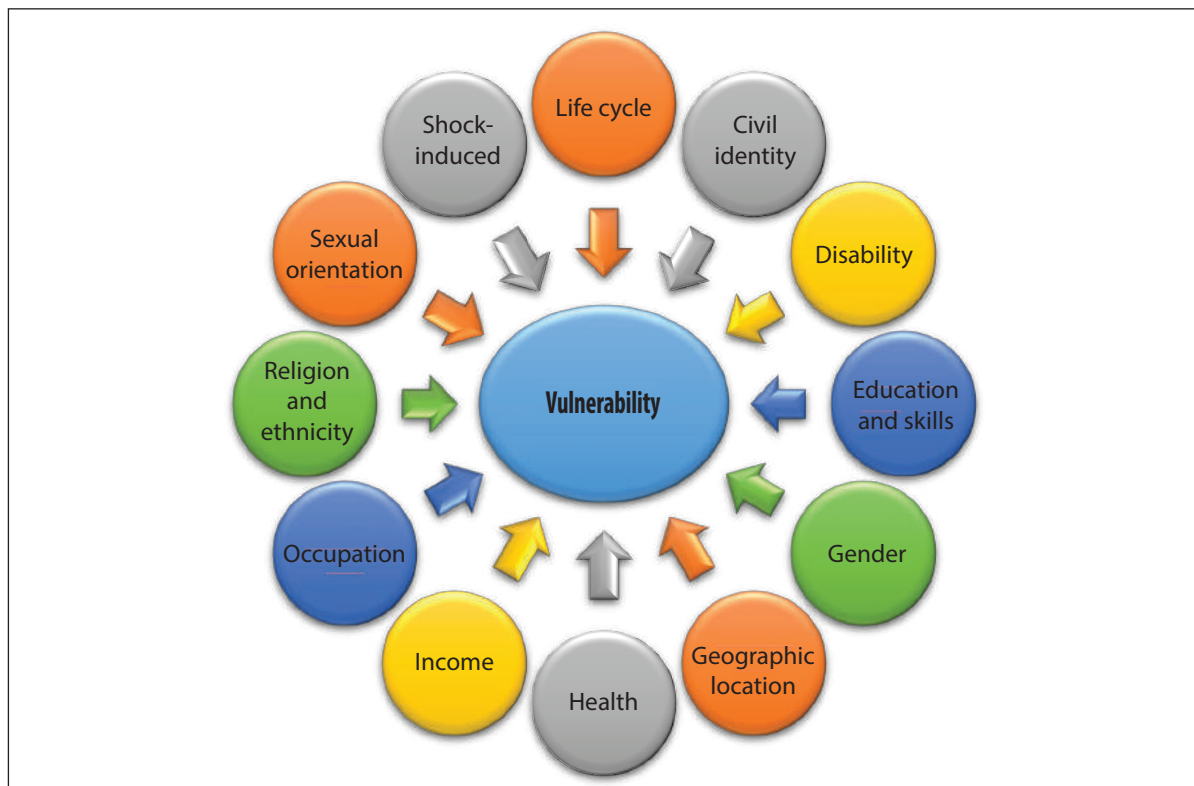 Life cycle
Civil
identity
Disability
Education
and skills
Gender
Geographic
location
Health
Income
Occupation
Religion
and
ethnicity
Sexual
orientation
Shock-
induced
Vulnerability